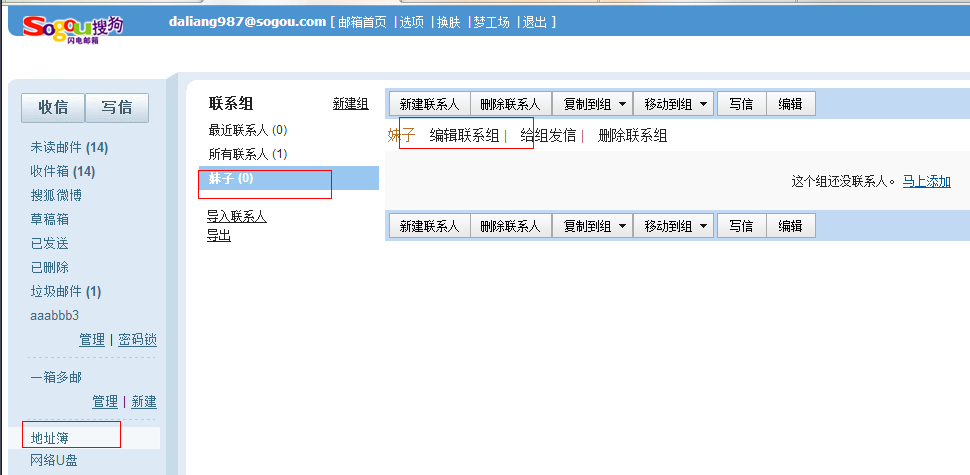 Sogou搜狗
闪电邮箱
daliang987@sogou.com [ 邮箱首页 | 选项 | 换肤 | 梦工场 | 退出 ]
收信 写信
未读邮件 (14)
收件箱 (14)
搜狐微博
草稿箱
已发送
已删除
垃圾邮件 (1)
aaabbb3
管理 | 密码锁
一箱多邮
管理 | 新建
地址簿
网络U盘
联系组 新建组
最近联系人 (0)
所有联系人 (1)
妹子 (0)
导入联系人
导出
新建联系人 删除联系人 复制到组 移动到组 写信 编辑
妹子 编辑联系组 | 给组发信 | 删除联系组
这个组还没联系人。 马上添加
新建联系人 删除联系人 复制到组 移动到组 写信 编辑